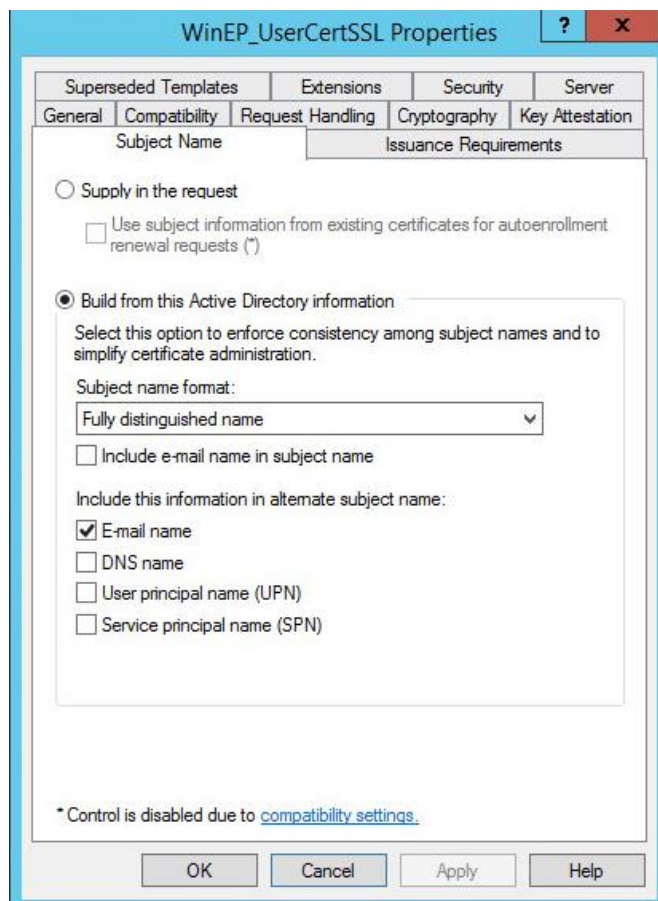 WinEP_UserCertSSL Properties
?
x
Superseded Templates
Extensions
Security
Server
General
Compatibility
Request Handling
Cryptography
Key Attestation
Subject Name
Issuance Requirements
Supply in the request
Use subject information from existing certificates for autoenrollment
renewal requests (*)
Build from this Active Directory information
Select this option to enforce consistency among subject names and to
simplify certificate administration.
Subject name format:
Fully distinguished name
Include e-mail name in subject name
Include this information in alternate subject name:
E-mail name
DNS name
User principal name (UPN)
Service principal name (SPN)
* Control is disabled due to compatibility settings.
OK
Cancel
Apply
Help